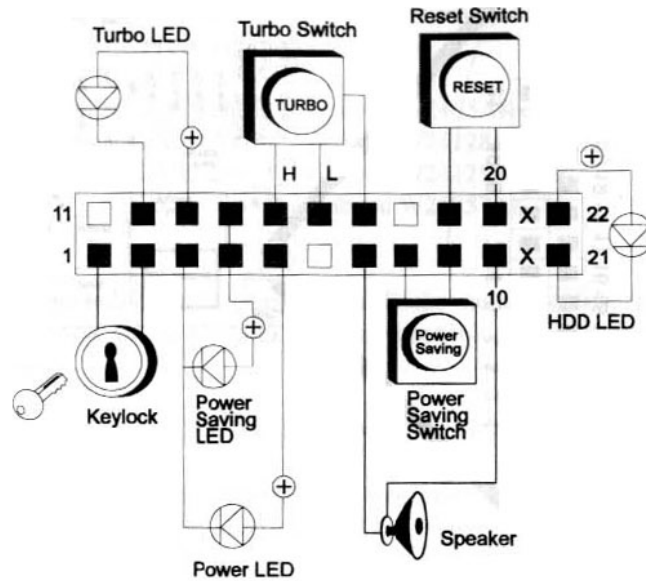 Turbo LED
Turbo Switch
Reset Switch
TURBO
RESET
H
L
20
11
X
22
1
X
21
10
HDD LED
Keylock
Power
Saving
LED
Power
Saving
Power
Saving
Switch
Speaker
Power LED